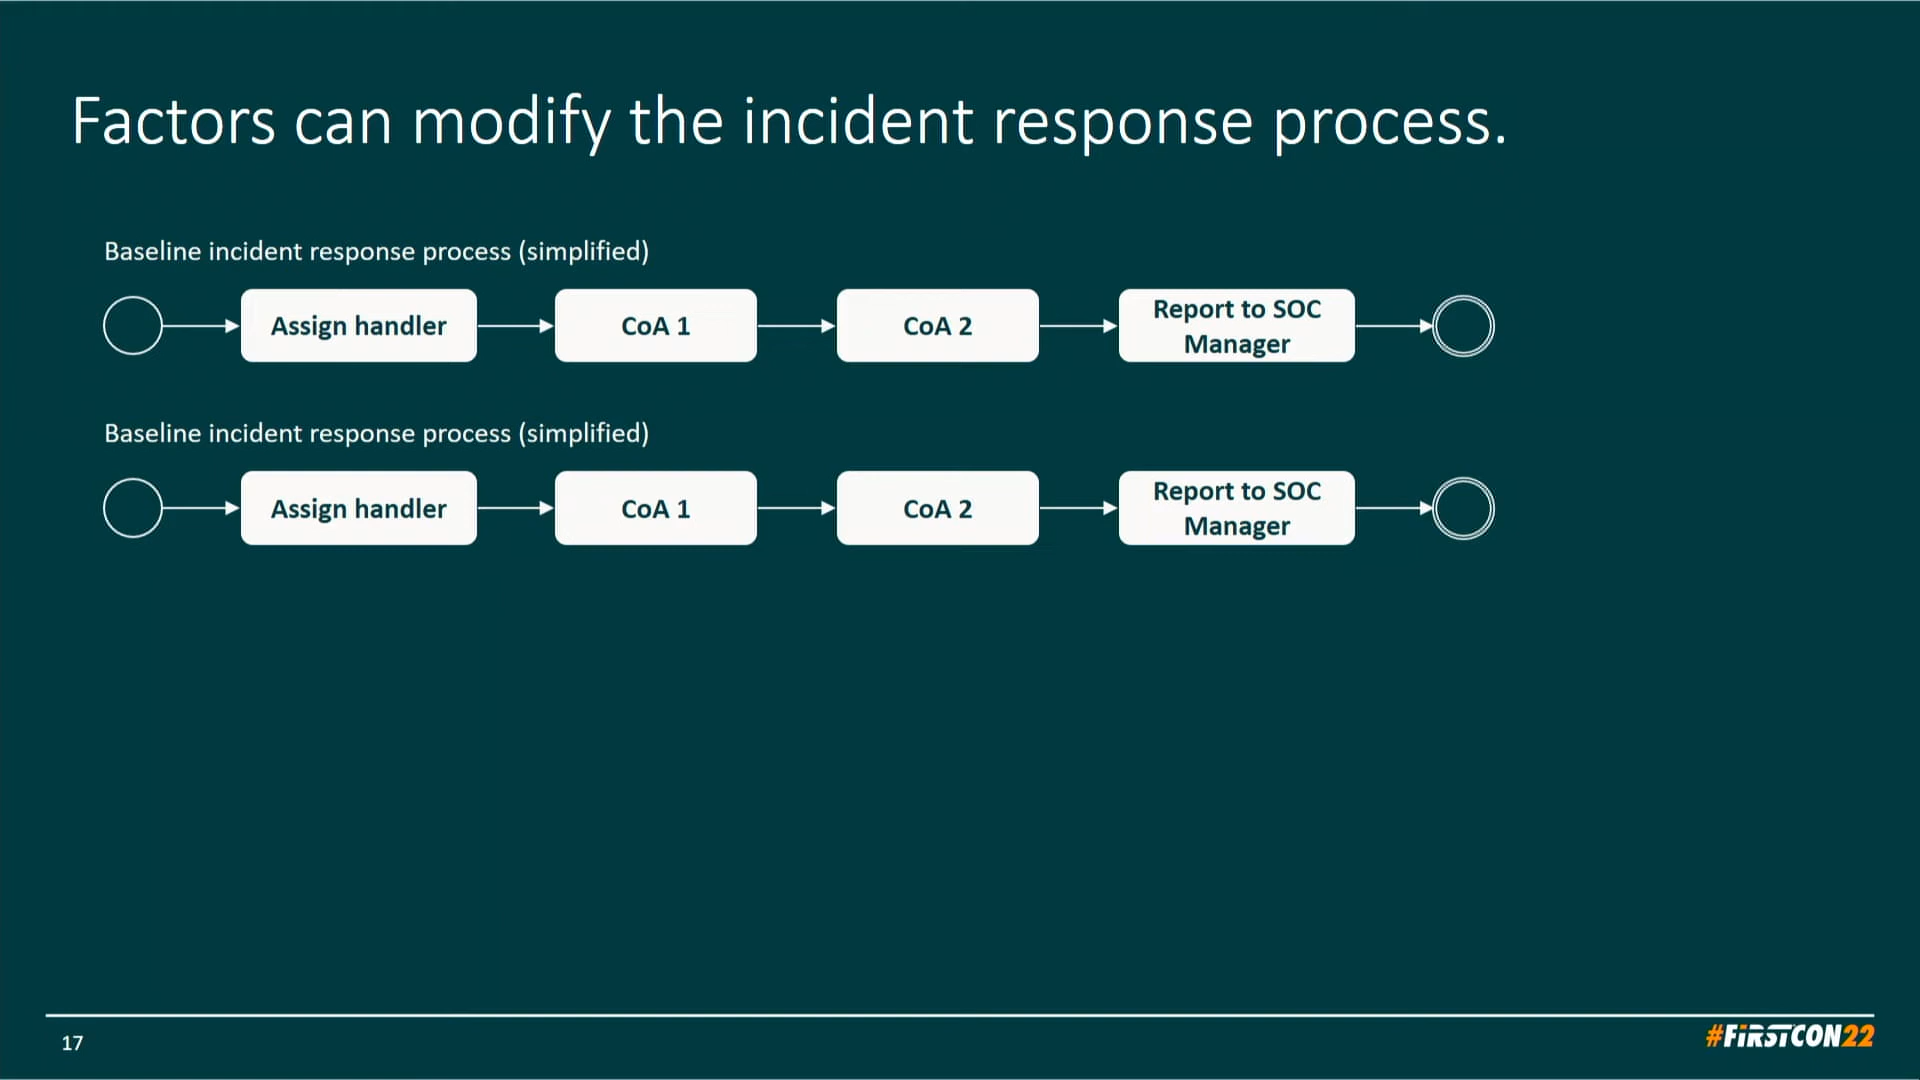 Factors can modify the incident response process.
Baseline incident response process (simplified)
Assign handler
CoA 1
CoA 2
Report to SOC
Manager
Baseline incident response process (simplified)
Assign handler
CoA 1
CoA 2
Report to SOC
Manager
17
#FiRSTCON22